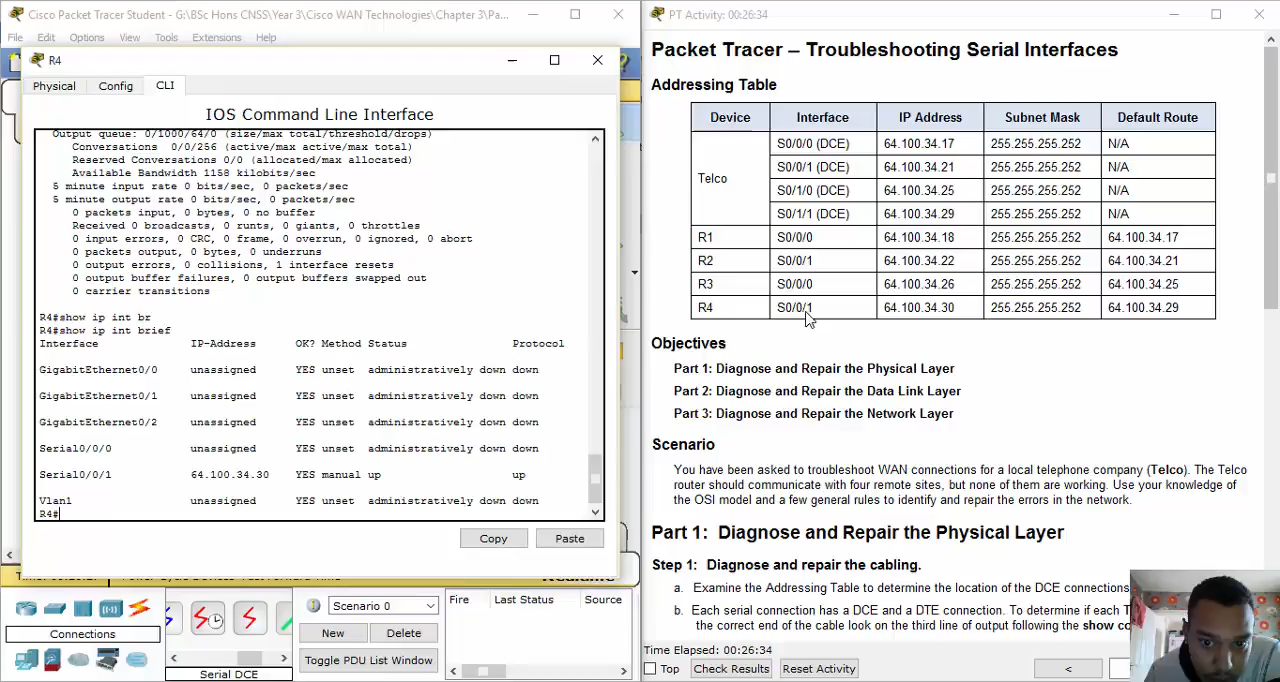 Cisco Packet Tracer Student - G:\BSc Hons CNSS\Year 3\Cisco WAN Technologies\Chapter 3\Pa...
File Edit Options View Tools Extensions Help
R4
Physical Config CLI
IOS Command Line Interface
Output queue: 0/1000/64/0 (size/max total/threshold/drops)
Conversations 0/0/256 (active/max active/max total)
Reserved Conversations 0/0 (allocated/max allocated)
Available Bandwidth 1158 kilobits/sec
5 minute input rate 0 bits/sec, 0 packets/sec
5 minute output rate 0 bits/sec, 0 packets/sec
0 packets input, 0 bytes, 0 no buffer
Received 0 broadcasts, 0 runts, 0 giants, 0 throttles
0 input errors, 0 CRC, 0 frame, 0 overrun, 0 ignored, 0 abort
0 packets output, 0 bytes, 0 underruns
0 output errors, 0 collisions, 1 interface resets
0 output buffer failures, 0 output buffers swapped out
0 carrier transitions
R4#show ip int br
R4#show ip int brief
Interface IP-Address OK? Method Status Protocol
GigabitEthernet0/0 unassigned YES unset administratively down down
GigabitEthernet0/1 unassigned YES unset administratively down down
GigabitEthernet0/2 unassigned YES unset administratively down down
Serial0/0/0 unassigned YES unset administratively down down
Serial0/0/1 64.100.34.30 YES manual up up
Vlan1 unassigned YES unset administratively down down
R4#
Copy Paste
Connections
Serial DCE
Scenario 0
New Delete
Toggle PDU List Window
Fire Last Status Source
PT Activity: 00:26:34
Packet Tracer – Troubleshooting Serial Interfaces
Addressing Table
Device Interface IP Address Subnet Mask Default Route
Telco S0/0/0 (DCE) 64.100.34.17 255.255.255.252 N/A
S0/0/1 (DCE) 64.100.34.21 255.255.255.252 N/A
S0/1/0 (DCE) 64.100.34.25 255.255.255.252 N/A
S0/1/1 (DCE) 64.100.34.29 255.255.255.252 N/A
R1 S0/0/0 64.100.34.18 255.255.255.252 64.100.34.17
R2 S0/0/1 64.100.34.22 255.255.255.252 64.100.34.21
R3 S0/0/0 64.100.34.26 255.255.255.252 64.100.34.25
R4 S0/0/1 64.100.34.30 255.255.255.252 64.100.34.29
Objectives
Part 1: Diagnose and Repair the Physical Layer
Part 2: Diagnose and Repair the Data Link Layer
Part 3: Diagnose and Repair the Network Layer
Scenario
You have been asked to troubleshoot WAN connections for a local telephone company (Telco). The Telco
router should communicate with four remote sites, but none of them are working. Use your knowledge of
the OSI model and a few general rules to identify and repair the errors in the network.
Part 1: Diagnose and Repair the Physical Layer
Step 1: Diagnose and repair the cabling.
a. Examine the Addressing Table to determine the location of the DCE connections
b. Each serial connection has a DCE and a DTE connection. To determine if each T
the correct end of the cable look on the third line of output following the show co
Time Elapsed: 00:26:34
Top Check Results Reset Activity <